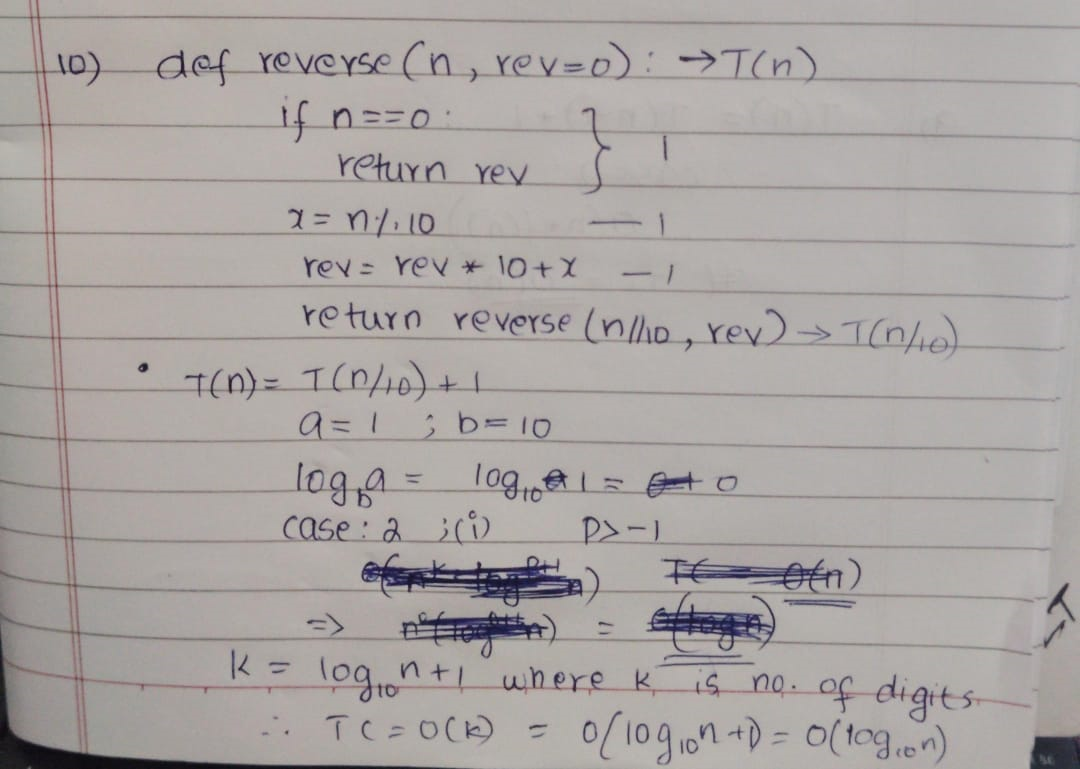 10) def reverse(n, rev=0): → T(n)
if n==0:
return rev } 1
x = n%10 — 1
rev = rev * 10+x — 1
return reverse(n//10, rev) → T(n/10)
• T(n) = T(n/10) + 1
a = 1 ; b = 10
log_b a = log_10 1 = 0
case: 2 ;(i) P>-1
=> =
K = log_10 n+1 where K is no. of digits.
∴ TC = O(K) = O(log_10 n+1) = O(log_10 n)